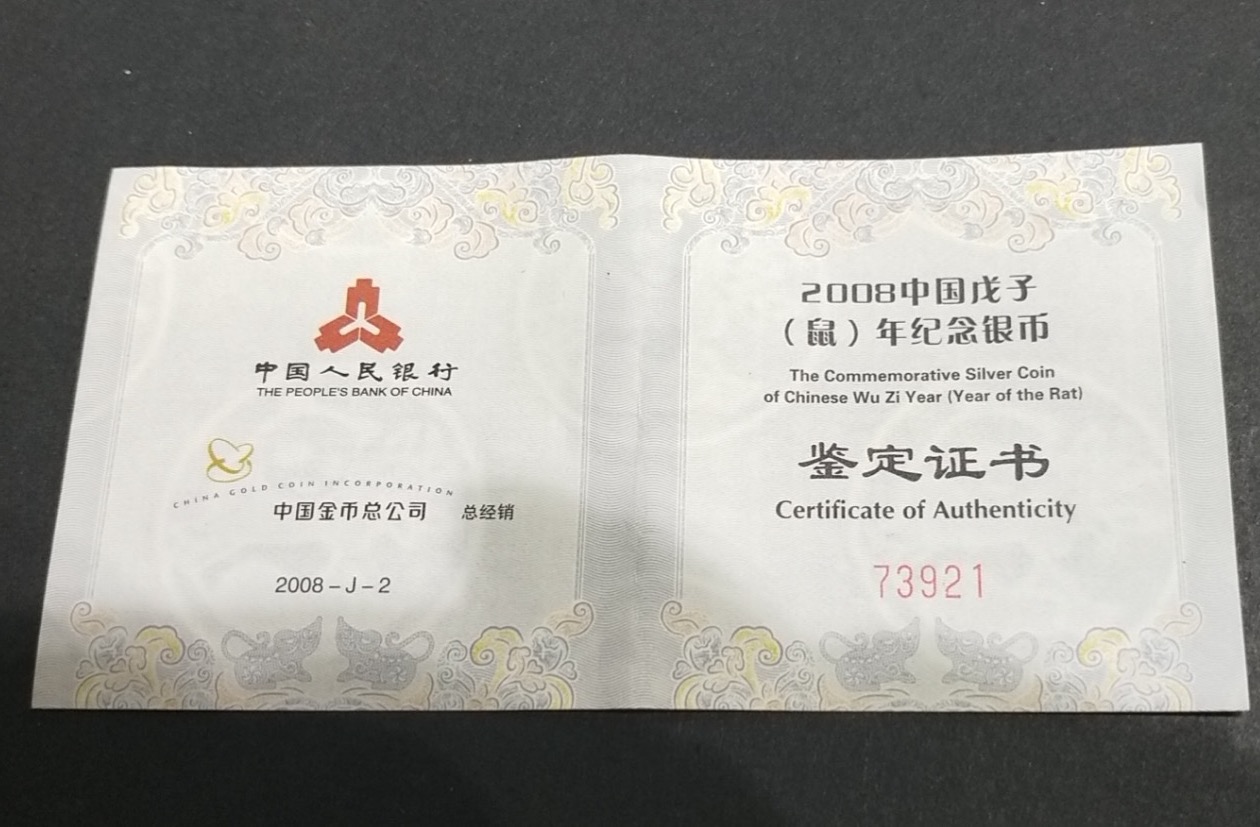 中国人民银行
THE PEOPLE'S BANK OF CHINA
CHINA GOLD COIN INCORPORATION
中国金币总公司 总经销
2008-J-2
2008中国戊子
（鼠）年纪念银币
The Commemorative Silver Coin
of Chinese Wu Zi Year (Year of the Rat)
鉴定证书
Certificate of Authenticity
73921